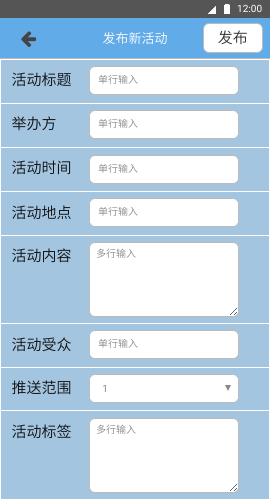 12:00
发布新活动 发布
活动标题 单行输入
举办方 单行输入
活动时间 单行输入
活动地点 单行输入
活动内容 多行输入
活动受众 单行输入
推送范围 1
活动标签 多行输入